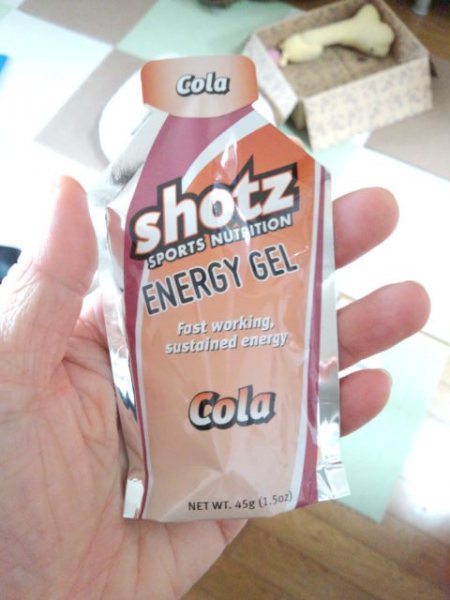 Cola
shotz
SPORTS NUTRITION
ENERGY GEL
Fast working,
sustained energy
Cola
NET WT. 45g (1.5oz)